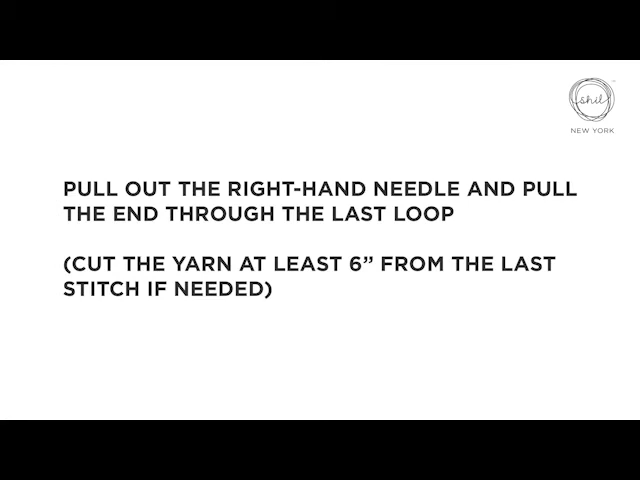 shil
NEW YORK
PULL OUT THE RIGHT-HAND NEEDLE AND PULL
THE END THROUGH THE LAST LOOP
(CUT THE YARN AT LEAST 6” FROM THE LAST
STITCH IF NEEDED)